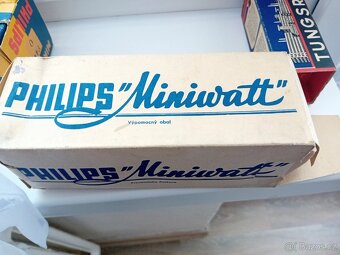 PHILIPS "Miniwatt"
Výpomocný obal
PHILIPS "Miniwatt"
TUNGSR